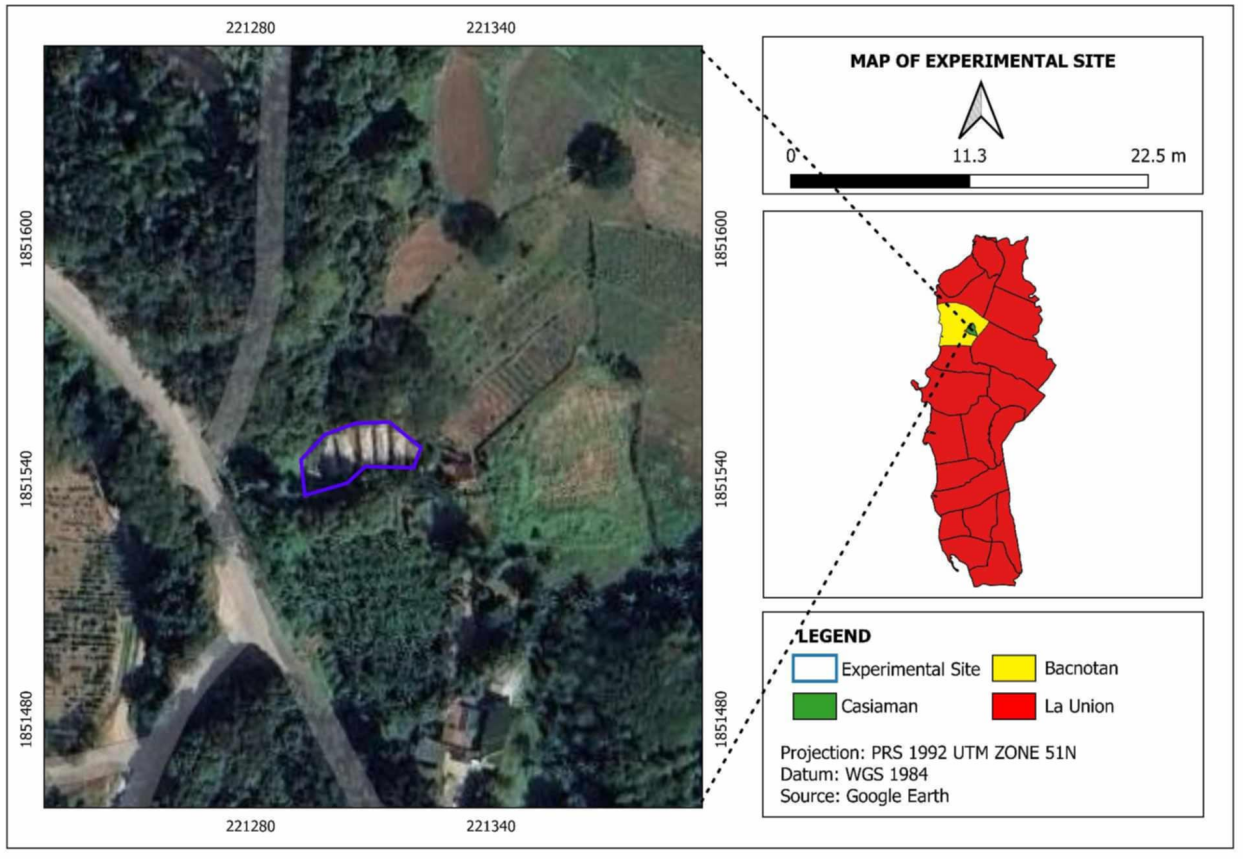 221280
221340
1851600
1851600
1851540
1851540
1851480
1851480
221280
221340
MAP OF EXPERIMENTAL SITE
0
11.3
22.5 m
LEGEND
Experimental Site
Bacnotan
Casiaman
La Union
Projection: PRS 1992 UTM ZONE 51N
Datum: WGS 1984
Source: Google Earth